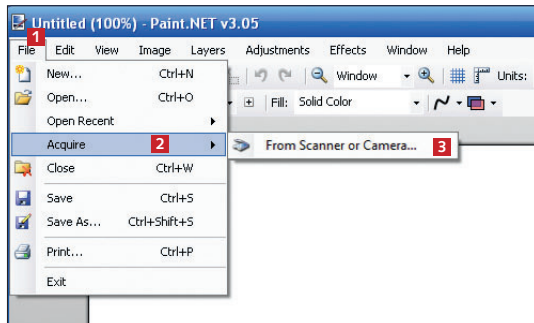 Untitled (100%) - Paint.NET v3.05
File 1 Edit View Image Layers Adjustments Effects Window Help
New... Ctrl+N
Window
Units:
Open... Ctrl+O
Fill: Solid Color
Open Recent
Acquire 2
From Scanner or Camera... 3
Close Ctrl+W
Save Ctrl+S
Save As... Ctrl+Shift+S
Print... Ctrl+P
Exit